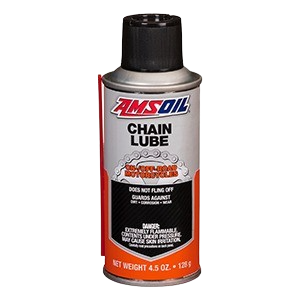 AMSOIL
CHAIN
LUBE
ON/OFF-ROAD
MOTORCYCLES
DOES NOT FLING OFF
GUARDS AGAINST
DIRT • CORROSION • WEAR
DANGER:
EXTREMELY FLAMMABLE.
CONTENTS UNDER PRESSURE.
MAY CAUSE SKIN IRRITATION.
NET WEIGHT 4.5 OZ. • 128 g